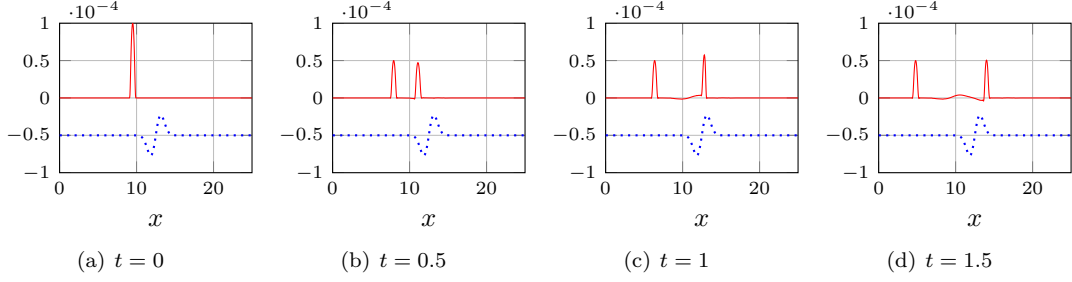 ·10⁻⁴ ·10⁻⁴ ·10⁻⁴ ·10⁻⁴
1 1 1 1
0.5 0.5 0.5 0.5
0 0 0 0
−0.5 −0.5 −0.5 −0.5
−1 −1 −1 −1
0 10 20 0 10 20 0 10 20 0 10 20
x x x x
(a) t = 0 (b) t = 0.5 (c) t = 1 (d) t = 1.5